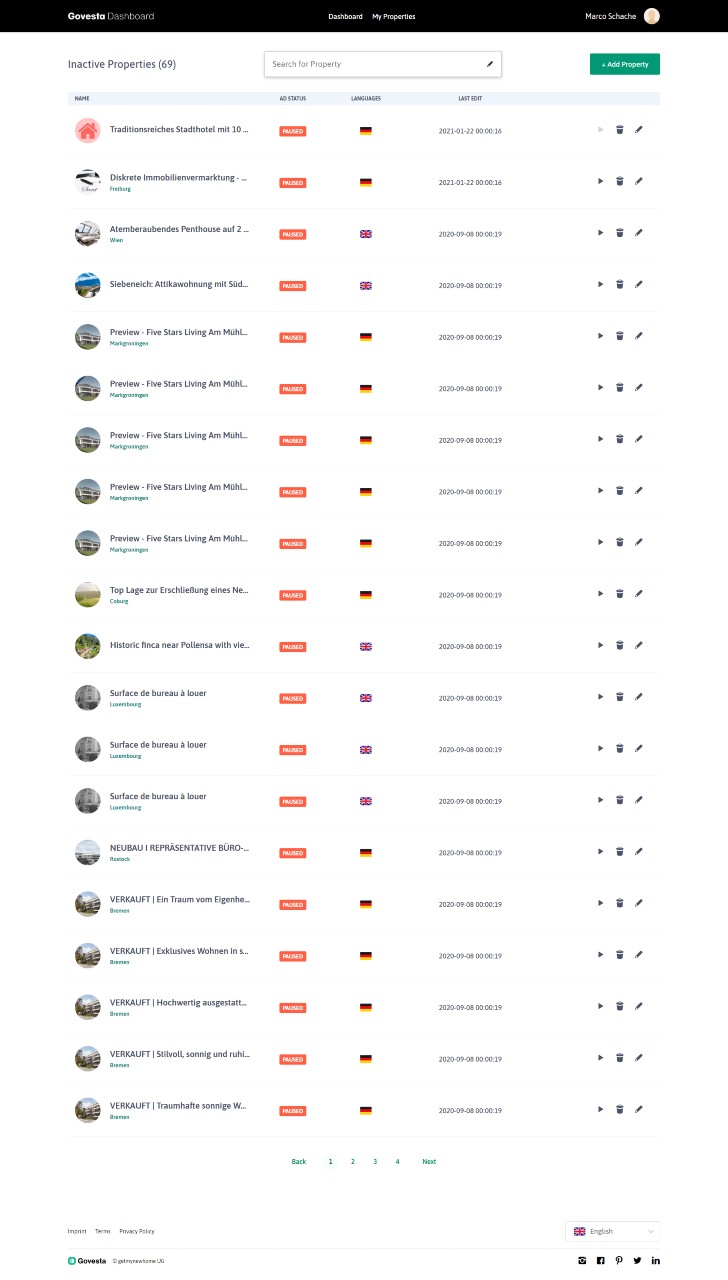 Govesta Dashboard
Dashboard My Properties
Marco Schache
Inactive Properties (69)
Search for Property
+ Add Property
NAME AD STATUS LANGUAGES LAST EDIT
Traditionsreiches Stadthotel mit 10 ... PAUSED 2021-01-22 00:00:16
Diskrete Immobilienvermarktung - ... PAUSED 2021-01-22 00:00:16
Freiburg
Atemberaubendes Penthouse auf 2 ... PAUSED 2020-09-08 00:00:19
Wien
Siebeneich: Attikawohnung mit Süd... PAUSED 2020-09-08 00:00:19
Preview - Five Stars Living Am Mühl... PAUSED 2020-09-08 00:00:19
Markgroningen
Preview - Five Stars Living Am Mühl... PAUSED 2020-09-08 00:00:19
Markgroningen
Preview - Five Stars Living Am Mühl... PAUSED 2020-09-08 00:00:19
Markgroningen
Preview - Five Stars Living Am Mühl... PAUSED 2020-09-08 00:00:19
Markgroningen
Preview - Five Stars Living Am Mühl... PAUSED 2020-09-08 00:00:19
Markgroningen
Top Lage zur Erschließung eines Ne... PAUSED 2020-09-08 00:00:19
Coburg
Historic finca near Pollensa with vie... PAUSED 2020-09-08 00:00:19
Surface de bureau à louer PAUSED 2020-09-08 00:00:19
Luxembourg
Surface de bureau à louer PAUSED 2020-09-08 00:00:19
Luxembourg
Surface de bureau à louer PAUSED 2020-09-08 00:00:19
Luxembourg
NEUBAU I REPRÄSENTATIVE BÜRO-... PAUSED 2020-09-08 00:00:19
Rostock
VERKAUFT | Ein Traum vom Eigenhe... PAUSED 2020-09-08 00:00:19
Bremen
VERKAUFT | Exklusives Wohnen in s... PAUSED 2020-09-08 00:00:19
Bremen
VERKAUFT | Hochwertig ausgestatt... PAUSED 2020-09-08 00:00:19
Bremen
VERKAUFT | Stilvoll, sonnig und ruhi... PAUSED 2020-09-08 00:00:19
Bremen
VERKAUFT | Traumhafte sonnige W... PAUSED 2020-09-08 00:00:19
Bremen
Back 1 2 3 4 Next
Imprint Terms Privacy Policy
English
Govesta © getmynewhome UG